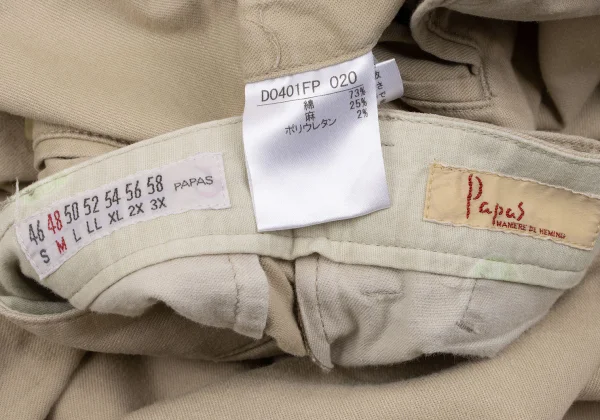 D0401FP 020
綿 73%
麻 25%
ポリウレタン 2%
46 48 50 52 54 56 58 PAPAS
S M L LL XL 2X 3X
Papas
MANIERE DE HEMING